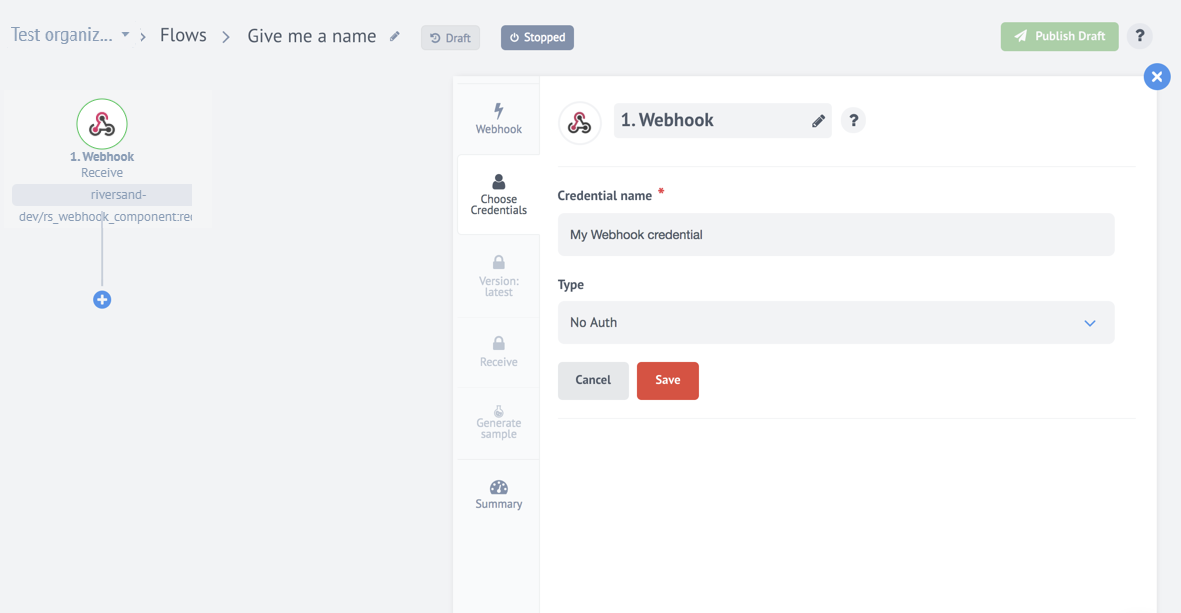 Test organiz... › Flows › Give me a name Draft Stopped Publish Draft ?
1. Webhook
Receive
riversand-
dev/rs_webhook_component:rec
Webhook
Choose
Credentials
Version:
latest
Receive
Generate
sample
Summary
1. Webhook ?
Credential name *
My Webhook credential
Type
No Auth
Cancel Save